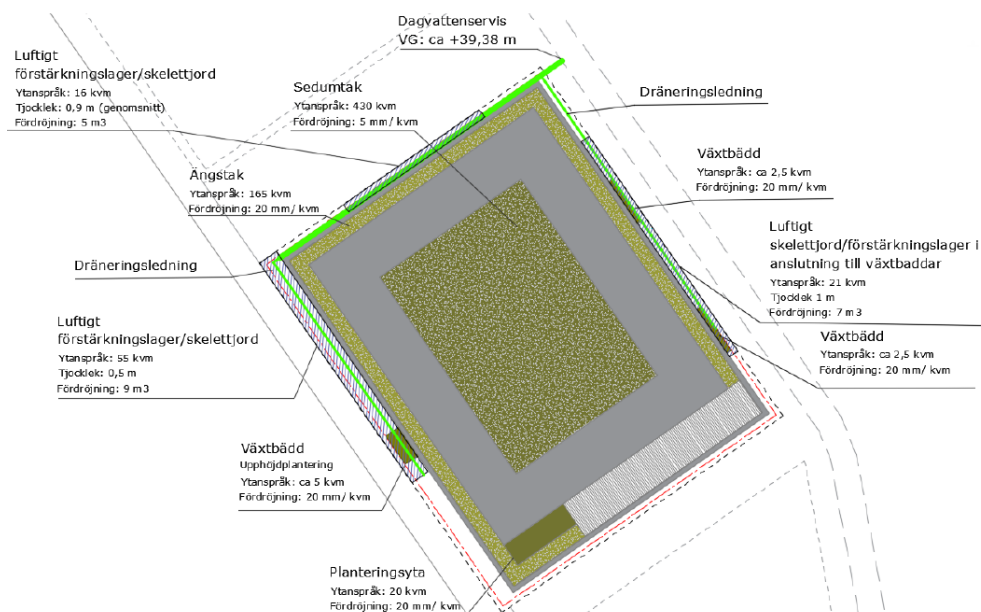 Dagvattenservis
VG: ca +39,38 m
Luftigt
förstärkningslager/skelettjord
Ytanspråk: 16 kvm
Tjocklek: 0,9 m (genomsnitt)
Fördröjning: 5 m3
Sedumtak
Ytanspråk: 430 kvm
Fördröjning: 5 mm/ kvm
Dräneringsledning
Växtbädd
Ytanspråk: ca 2,5 kvm
Fördröjning: 20 mm/ kvm
Ängstak
Ytanspråk: 165 kvm
Fördröjning: 20 mm/ kvm
Luftigt
skelettjord/förstärkningslager i
anslutning till växtbaddar
Ytanspråk: 21 kvm
Tjocklek 1 m
Fördröjning: 7 m3
Dräneringsledning
Luftigt
förstärkningslager/skelettjord
Ytanspråk: 55 kvm
Tjocklek: 0,5 m
Fördröjning: 9 m3
Växtbädd
Ytanspråk: ca 2,5 kvm
Fördröjning: 20 mm/ kvm
Växtbädd
Upphöjdplantering
Ytanspråk: ca 5 kvm
Fördröjning: 20 mm/ kvm
Planteringsyta
Ytanspråk: 20 kvm
Fördröjning: 20 mm/ kvm